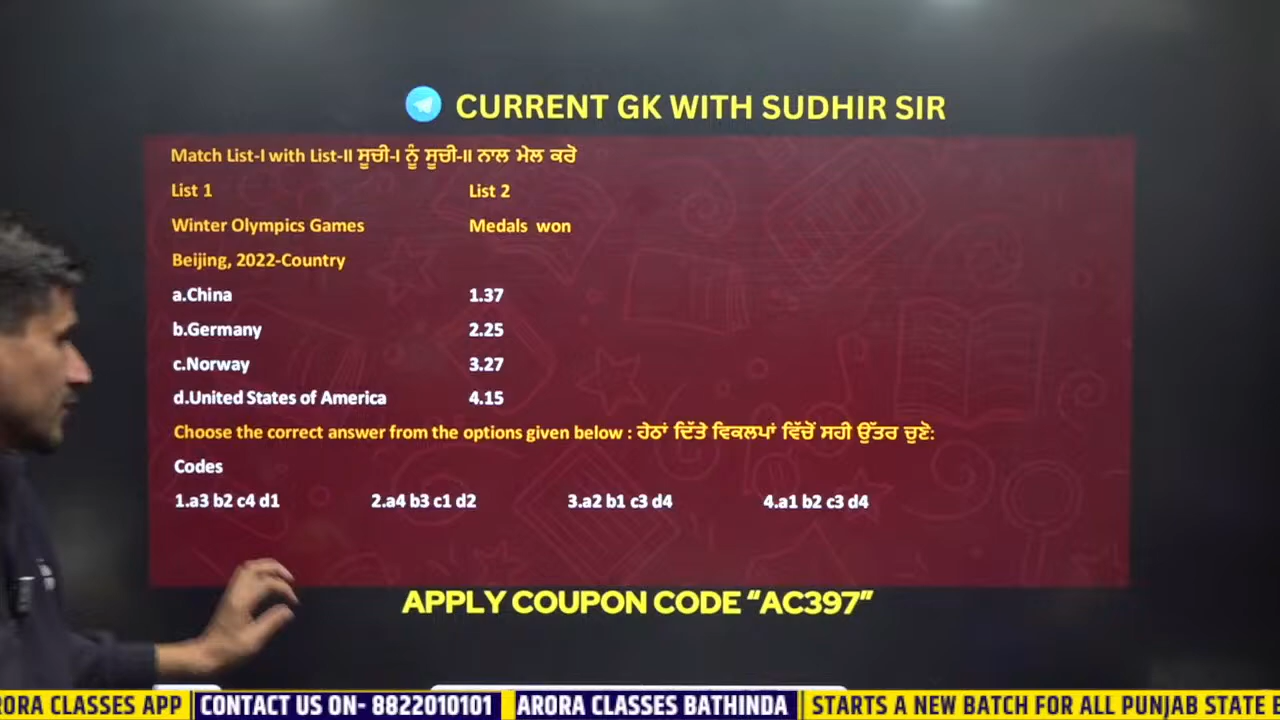 CURRENT GK WITH SUDHIR SIR
Match List-I with List-II ਸੂਚੀ-I ਨੂੰ ਸੂਚੀ-II ਨਾਲ ਮੇਲ ਕਰੋ
List 1 List 2
Winter Olympics Games Medals won
Beijing, 2022-Country
a.China 1.37
b.Germany 2.25
c.Norway 3.27
d.United States of America 4.15
Choose the correct answer from the options given below : ਹੇਠਾਂ ਦਿੱਤੇ ਵਿਕਲਪਾਂ ਵਿੱਚੋਂ ਸਹੀ ਉੱਤਰ ਚੁਣੋ:
Codes
1.a3 b2 c4 d1 2.a4 b3 c1 d2 3.a2 b1 c3 d4 4.a1 b2 c3 d4
APPLY COUPON CODE “AC397”
RORA CLASSES APP CONTACT US ON- 8822010101 ARORA CLASSES BATHINDA STARTS A NEW BATCH FOR ALL PUNJAB STATE E